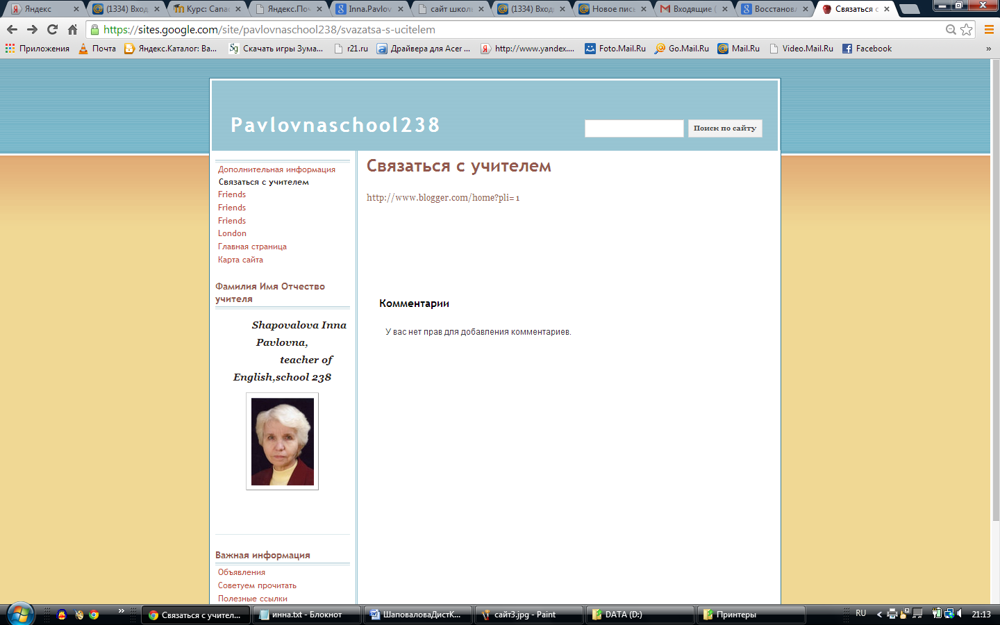 Яндекс
(1334) Вход
Курс: Canad
Яндекс.Поч
Inna.Pavlov
сайт школ
(1334) Вход
Новое пись
Входящие (
Восстановл
Связаться с
https://sites.google.com/site/pavlovnaschool238/svazatsa-s-ucitelem
Приложения
Почта
Яндекс.Каталог: Ва...
Скачать игры Зума...
r21.ru
Драйвера для Acer ...
http://www.yandex....
Foto.Mail.Ru
Go.Mail.Ru
Mail.Ru
Video.Mail.Ru
Facebook
»
Pavlovnaschool238
Поиск по сайту
Дополнительная информация
Связаться с учителем
Friends
Friends
Friends
London
Главная страница
Карта сайта
Фамилия Имя Отчество
учителя
Shapovalova Inna
Pavlovna,
teacher of
English,school 238
Важная информация
Объявления
Советуем прочитать
Полезные ссылки
Связаться с учителем
http://www.blogger.com/home?pli=1
Комментарии
У вас нет прав для добавления комментариев.
»
Связаться с учител...
инна.txt - Блокнот
ШаповаловаДистК...
сайт3.jpg - Paint
DATA (D:)
Принтеры
RU
21:13